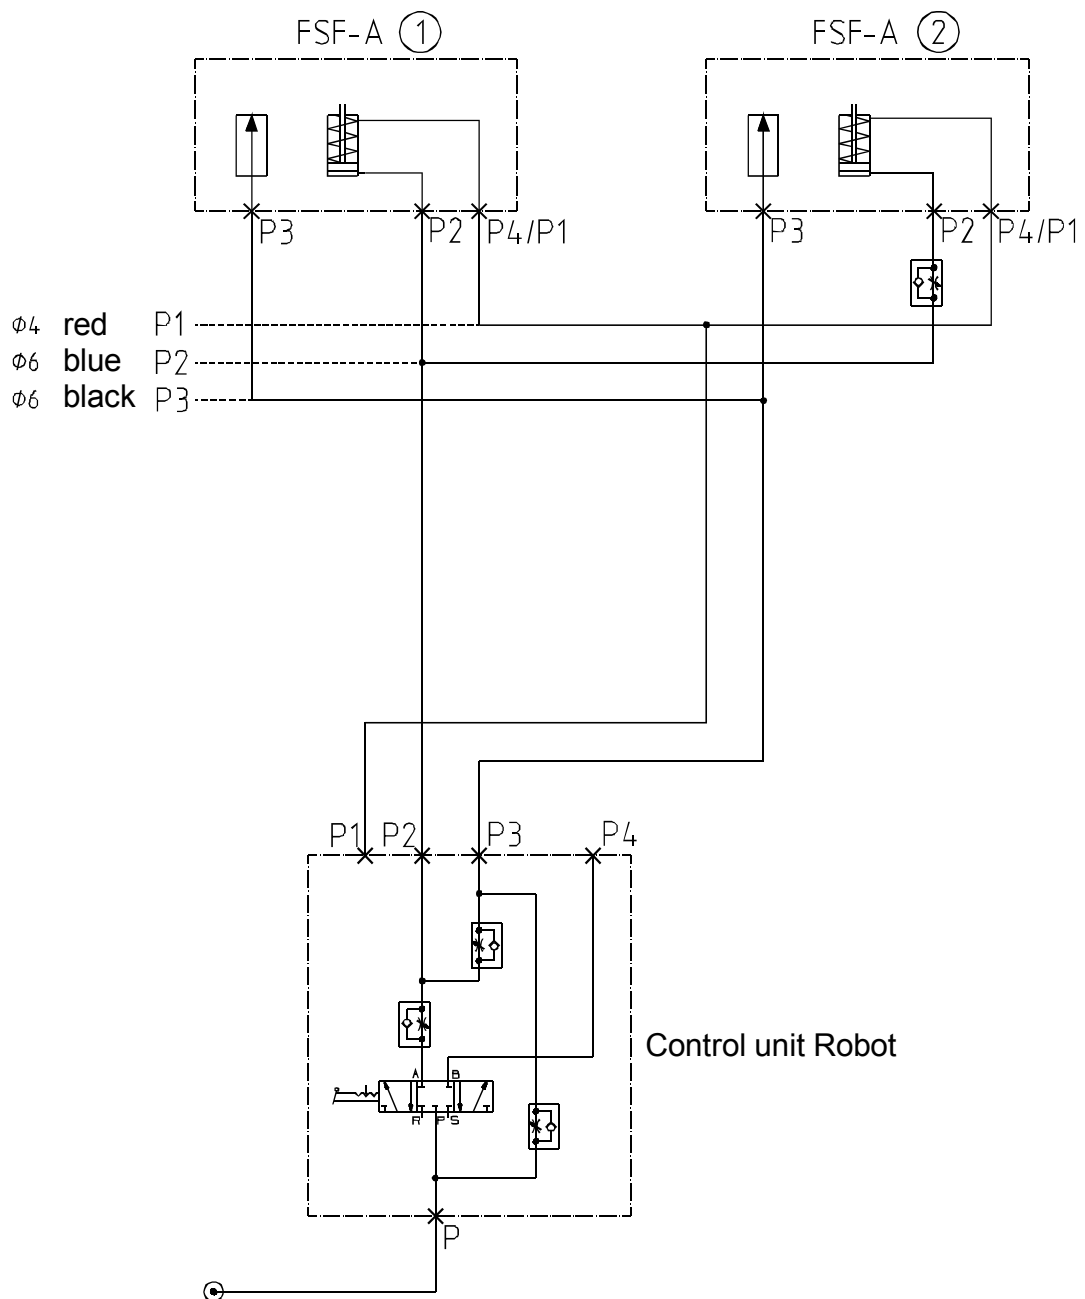 FSF-A 1
FSF-A 2
P3 P2 P4/P1
P3 P2 P4/P1
φ4 red P1
φ6 blue P2
φ6 black P3
P1 P2 P3 P4
Control unit Robot
A B
R P S
P